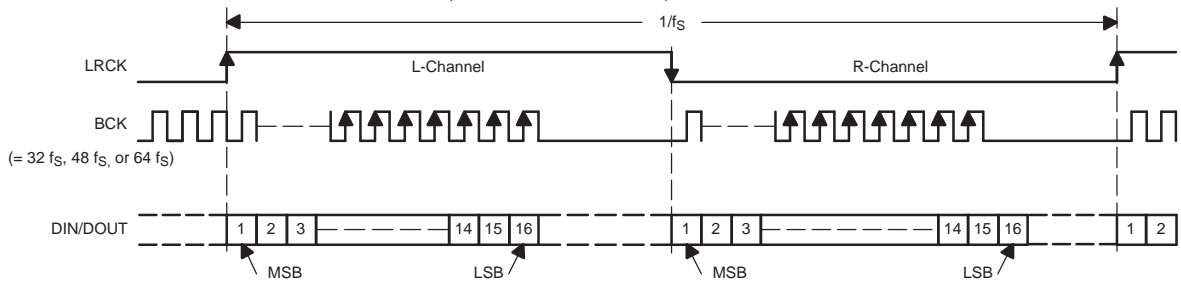 1/fS
LRCK
L-Channel
R-Channel
BCK
(= 32 fS, 48 fS, or 64 fS)
DIN/DOUT
1 2 3 14 15 16 1 2 3 14 15 16 1 2
MSB LSB MSB LSB